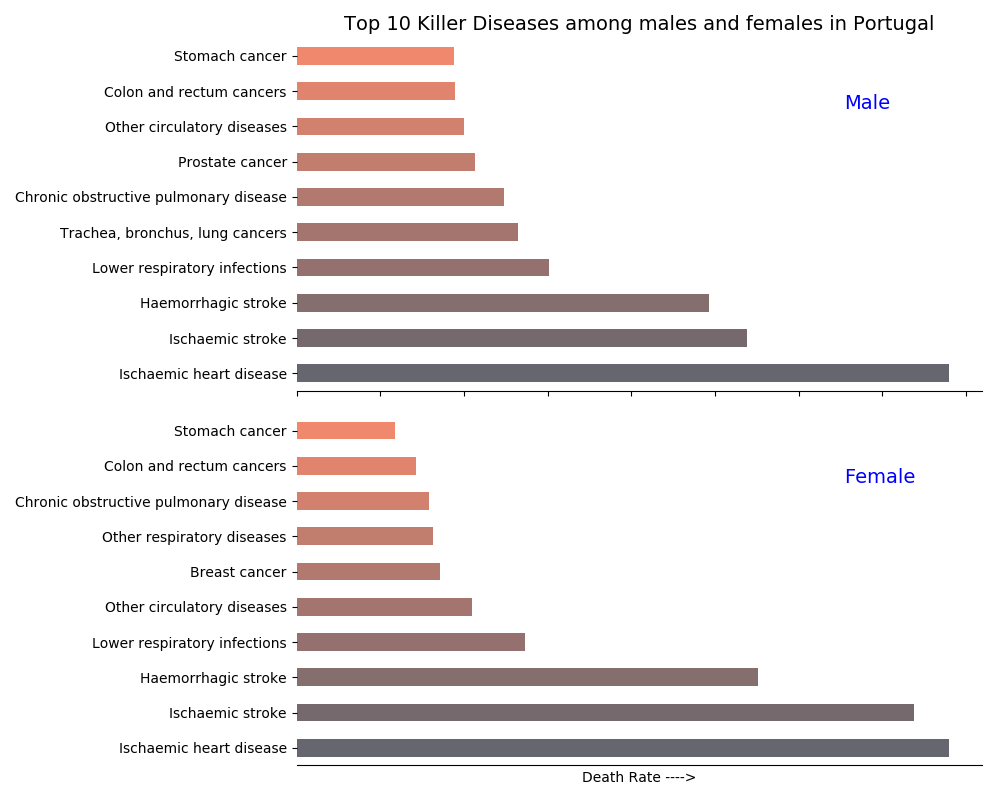 Top 10 Killer Diseases among males and females in Portugal
Stomach cancer
Colon and rectum cancers
Male
Other circulatory diseases
Prostate cancer
Chronic obstructive pulmonary disease
Trachea, bronchus, lung cancers
Lower respiratory infections
Haemorrhagic stroke
Ischaemic stroke
Ischaemic heart disease
Stomach cancer
Colon and rectum cancers
Female
Chronic obstructive pulmonary disease
Other respiratory diseases
Breast cancer
Other circulatory diseases
Lower respiratory infections
Haemorrhagic stroke
Ischaemic stroke
Ischaemic heart disease
Death Rate ---->